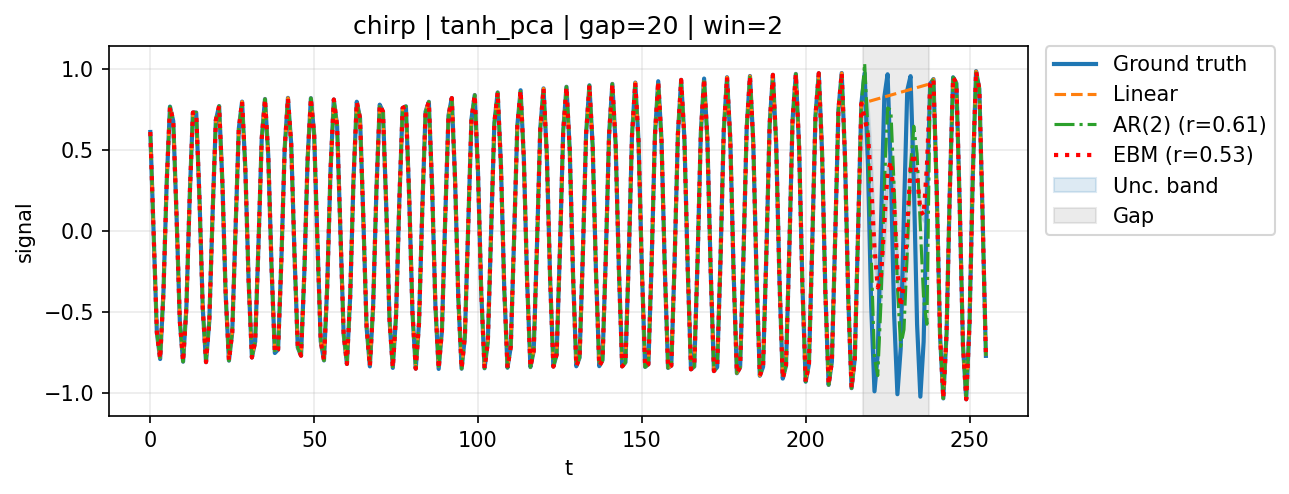 chirp | tanh_pca | gap=20 | win=2
signal
1.0
0.5
0.0
−0.5
−1.0
0
50
100
150
200
250
t
Ground truth
Linear
AR(2) (r=0.61)
EBM (r=0.53)
Unc. band
Gap